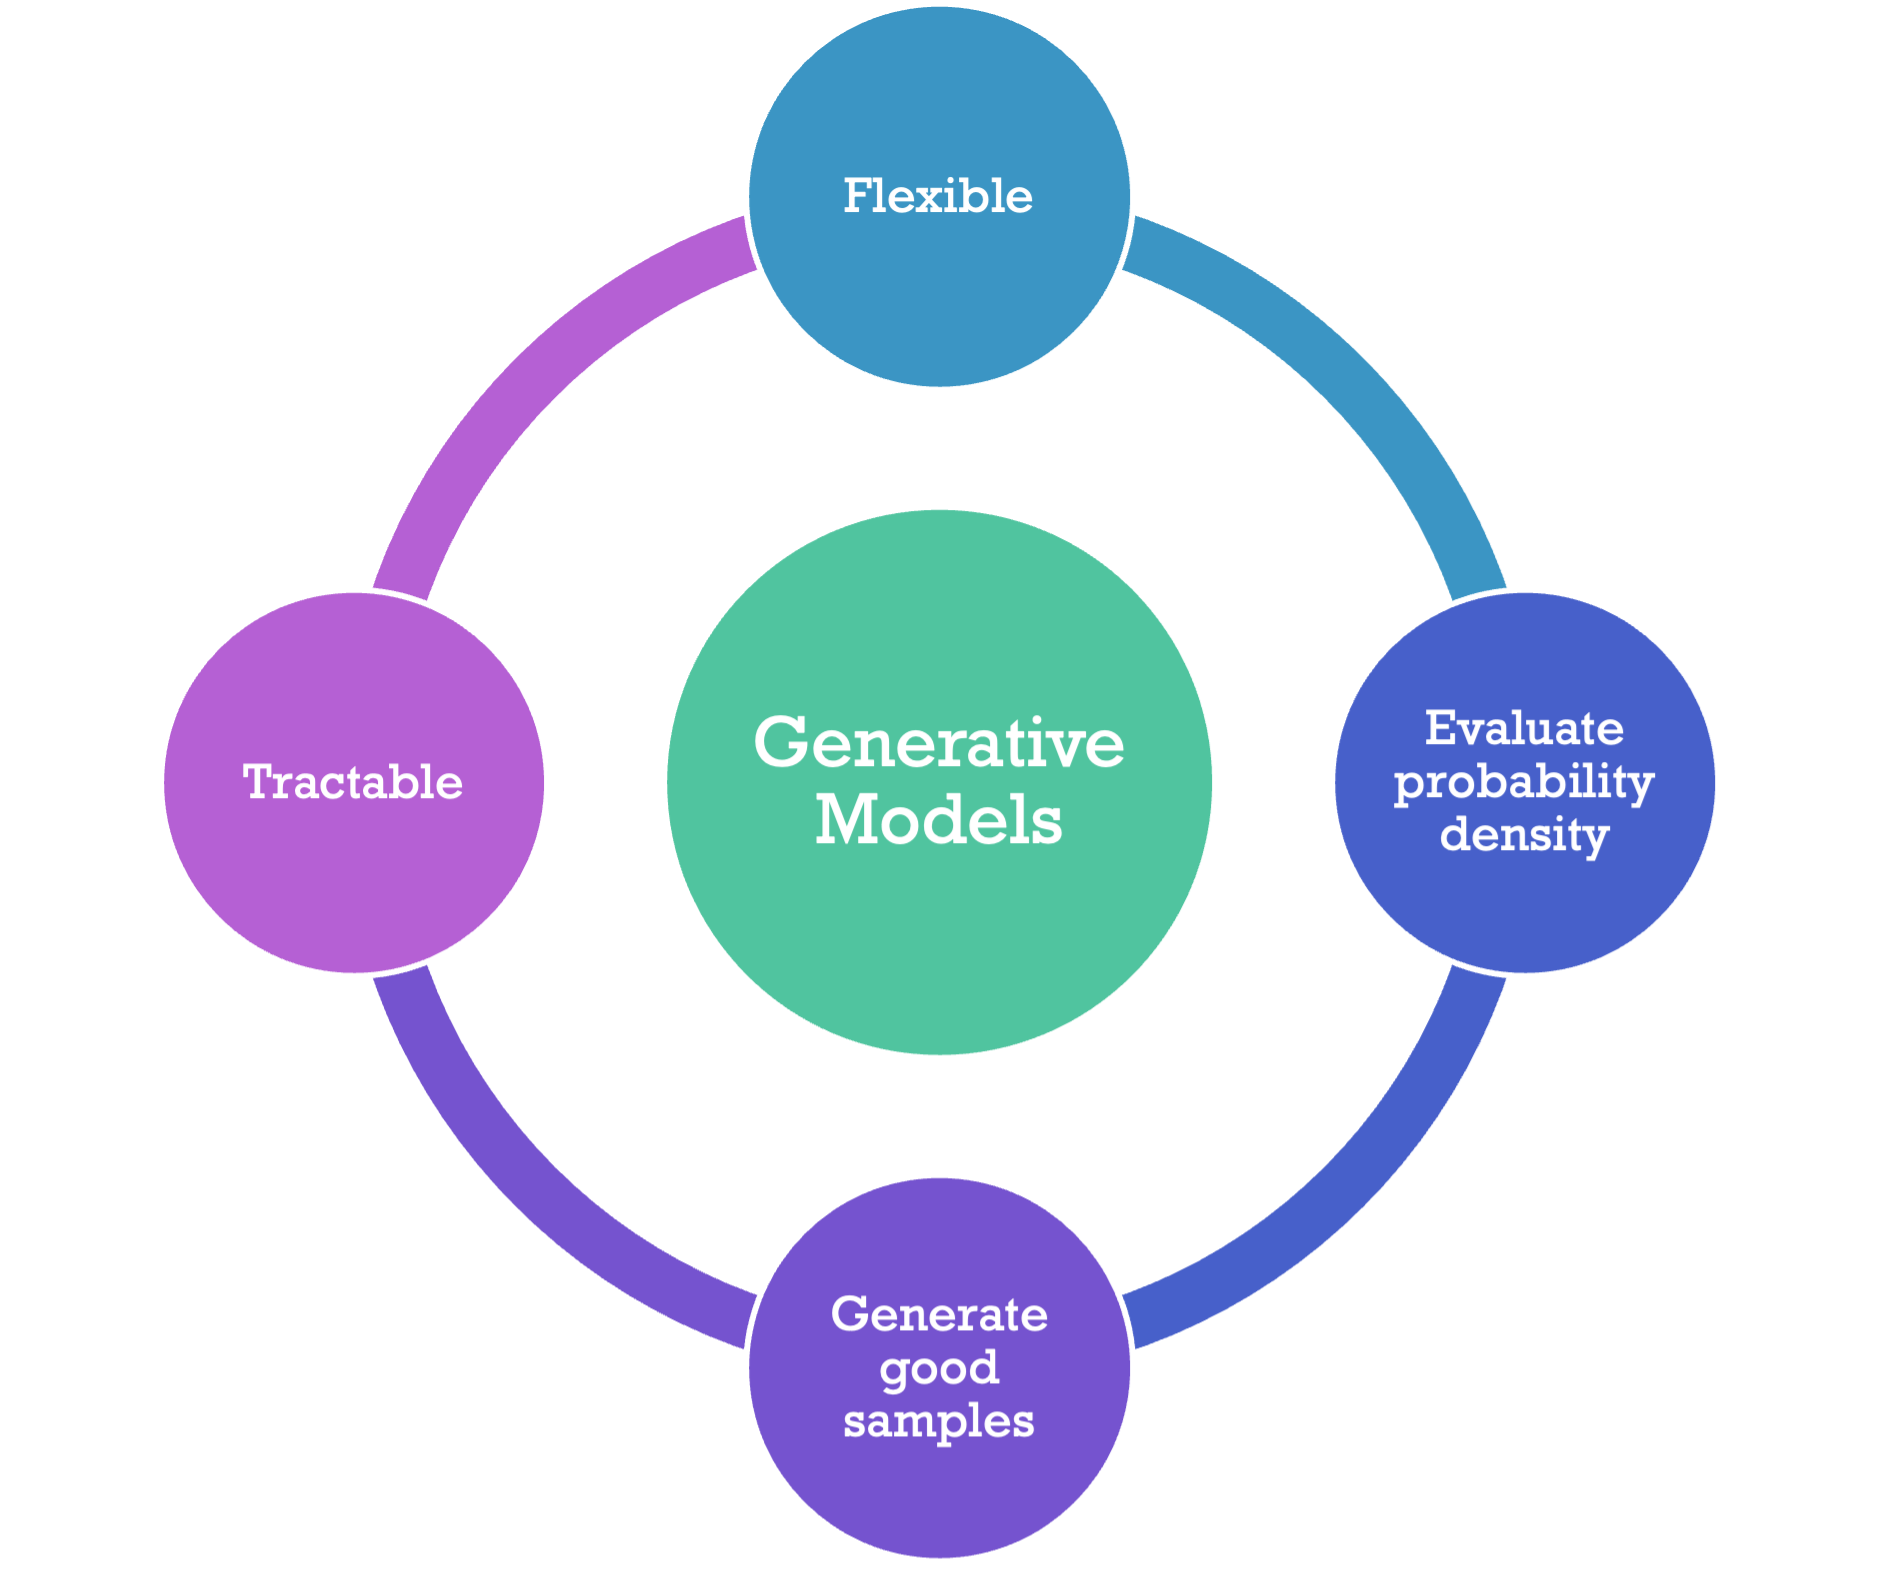 Flexible
Generative
Models
Tractable
Evaluate
probability
density
Generate
good
samples